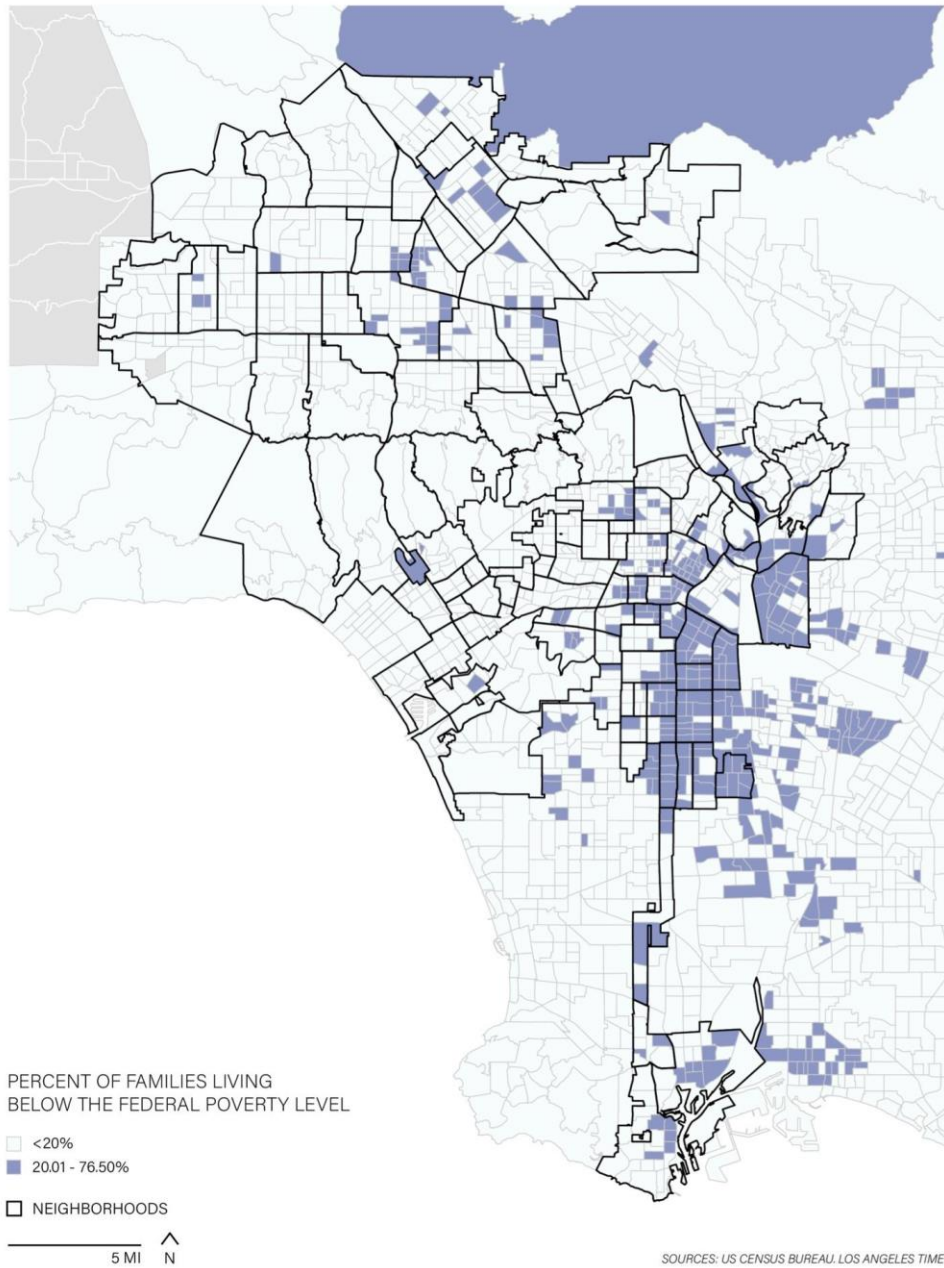 PERCENT OF FAMILIES LIVING
BELOW THE FEDERAL POVERTY LEVEL
<20%
20.01 - 76.50%
NEIGHBORHOODS
5 MI N
SOURCES: US CENSUS BUREAU. LOS ANGELES TIME